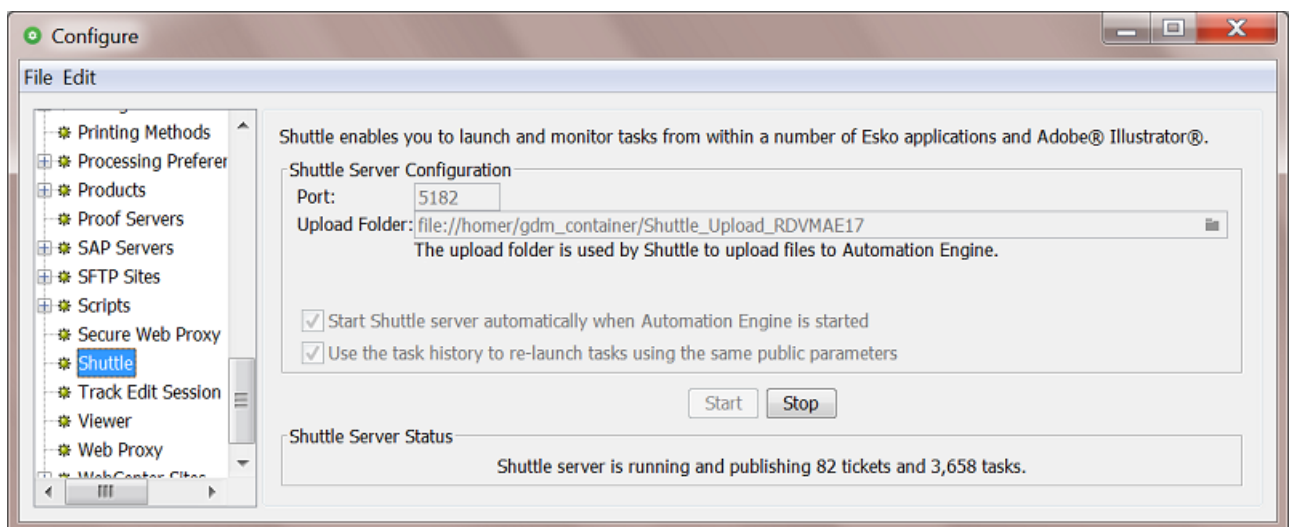 Configure
File Edit
Printing Methods
Processing Prefere
Products
Proof Servers
SAP Servers
SFTP Sites
Scripts
Secure Web Proxy
Shuttle
Track Edit Session
Viewer
Web Proxy
WebCenter Sites
Shuttle enables you to launch and monitor tasks from within a number of Esko applications and Adobe® Illustrator®.
Shuttle Server Configuration
Port: 5182
Upload Folder: file://homer/gdm_container/Shuttle_Upload_RDVMAE17
The upload folder is used by Shuttle to upload files to Automation Engine.
Start Shuttle server automatically when Automation Engine is started
Use the task history to re-launch tasks using the same public parameters
Start Stop
Shuttle Server Status
Shuttle server is running and publishing 82 tickets and 3,658 tasks.